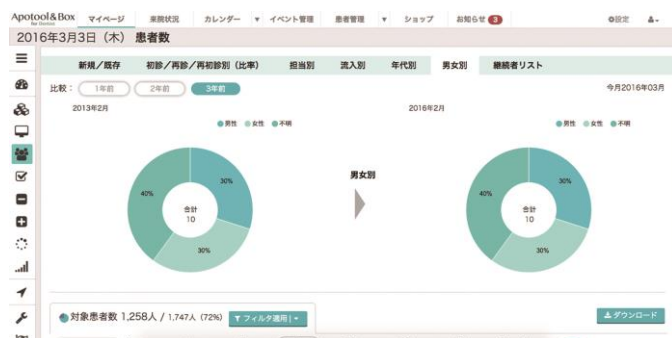 Apotool&Box for Dentist マイページ 来院状況 カレンダー ▼ イベント管理 患者管理 ▼ ショップ お知らせ 3 設定
2016年3月3日（木） 患者数
新規／既存 初診／再診／再初診別（比率） 担当別 流入別 年代別 男女別 継続者リスト
比較： 1年前 2年前 3年前 今月2016年03月
2013年2月 2016年2月
男性 女性 不明 男性 女性 不明
30% 40% 30% 合計 10
男女別
30% 40% 30% 合計 10
対象患者数 1,258人 / 1,747人（72%） フィルタ適用 | ダウンロード